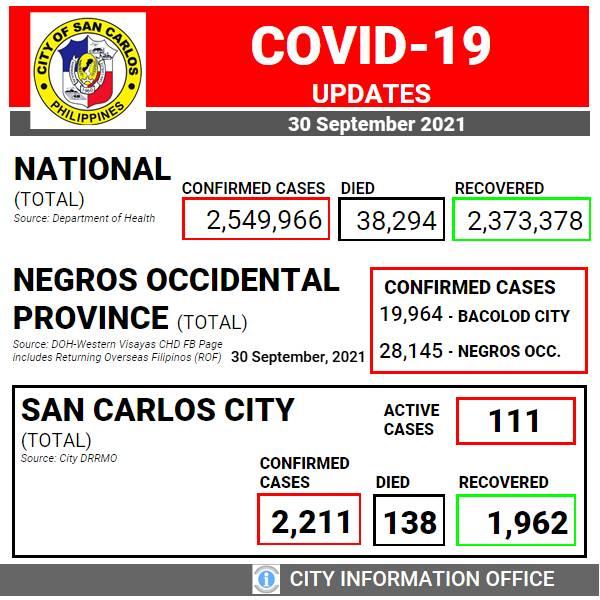 CITY OF SAN CARLOS
PHILIPPINES
COVID-19
UPDATES
30 September 2021
NATIONAL
(TOTAL)
Source: Department of Health
CONFIRMED CASES DIED RECOVERED
2,549,966 38,294 2,373,378
NEGROS OCCIDENTAL
PROVINCE (TOTAL)
Source: DOH-Western Visayas CHD FB Page
includes Returning Overseas Filipinos (ROF) 30 September, 2021
CONFIRMED CASES
19,964 - BACOLOD CITY
28,145 - NEGROS OCC.
SAN CARLOS CITY
(TOTAL)
Source: City DRRMO
ACTIVE
CASES
111
CONFIRMED
CASES DIED RECOVERED
2,211 138 1,962
CITY INFORMATION OFFICE